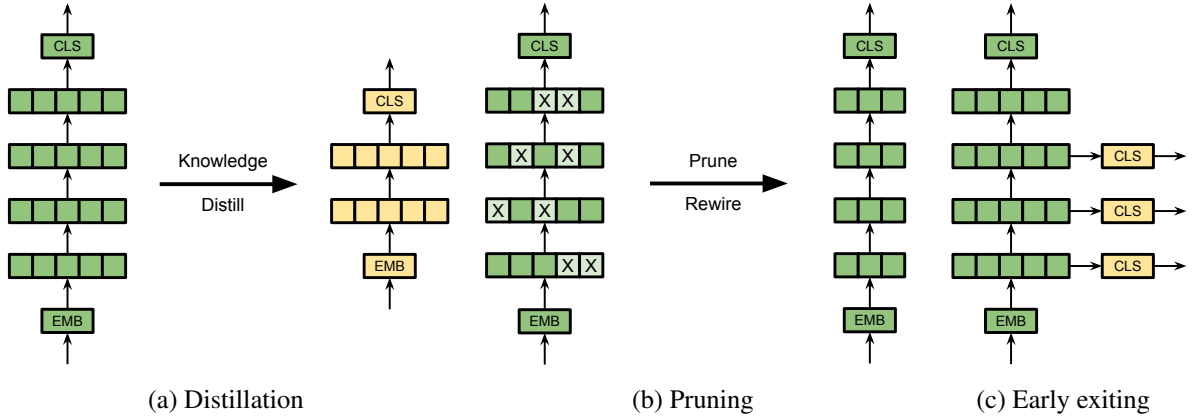 CLS
EMB
Knowledge
Distill
CLS
EMB
(a) Distillation
CLS
X X
X X
X X
X X
EMB
Prune
Rewire
CLS
EMB
(b) Pruning
CLS
CLS
CLS
CLS
EMB
(c) Early exiting